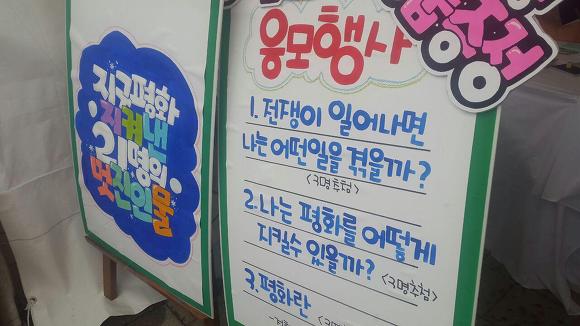 지구평화
지켜낸
21명의
멋진인물
응모행사
1. 전쟁이 일어나면
나는 어떤일을 겪을까?
<3명추첨>
2. 나는 평화를 어떻게
지킬수 있을까? <3명추첨>
3. 평화란